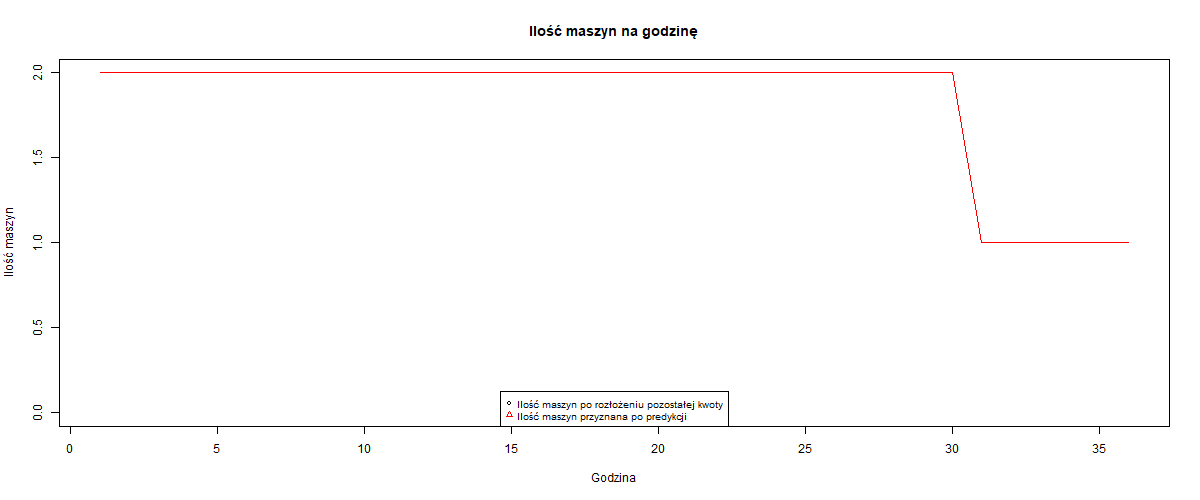 Ilość maszyn na godzinę
Ilość maszyn
2.0
1.5
1.0
0.5
0.0
Ilość maszyn po rozłożeniu pozostałej kwoty
Ilość maszyn przyznana po predykcji
0 5 10 15 20 25 30 35
Godzina